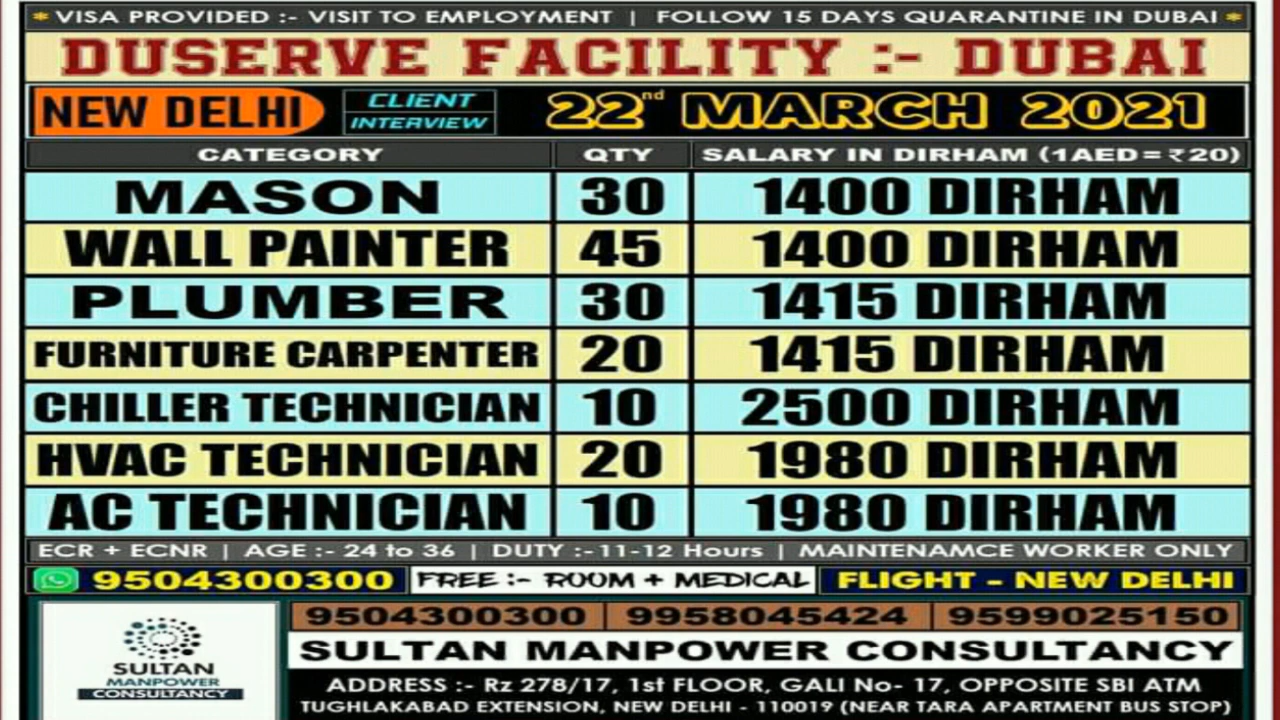 * VISA PROVIDED :- VISIT TO EMPLOYMENT | FOLLOW 15 DAYS QUARANTINE IN DUBAI *
DUSERVE FACILITY :- DUBAI
NEW DELHI CLIENT INTERVIEW 22nd MARCH 2021
CATEGORY QTY SALARY IN DIRHAM (1AED = ₹20)
MASON 30 1400 DIRHAM
WALL PAINTER 45 1400 DIRHAM
PLUMBER 30 1415 DIRHAM
FURNITURE CARPENTER 20 1415 DIRHAM
CHILLER TECHNICIAN 10 2500 DIRHAM
HVAC TECHNICIAN 20 1980 DIRHAM
AC TECHNICIAN 10 1980 DIRHAM
ECR + ECNR | AGE :- 24 to 36 | DUTY :-11-12 Hours | MAINTENAMCE WORKER ONLY
9504300300 FREE :- ROOM + MEDICAL FLIGHT - NEW DELHI
9504300300 9958045424 9599025150
SULTAN MANPOWER CONSULTANCY
SULTAN
MANPOWER
CONSULTANCY
ADDRESS :- Rz 278/17, 1st FLOOR, GALI No- 17, OPPOSITE SBI ATM
TUGHLAKABAD EXTENSION, NEW DELHI - 110019 (NEAR TARA APARTMENT BUS STOP)